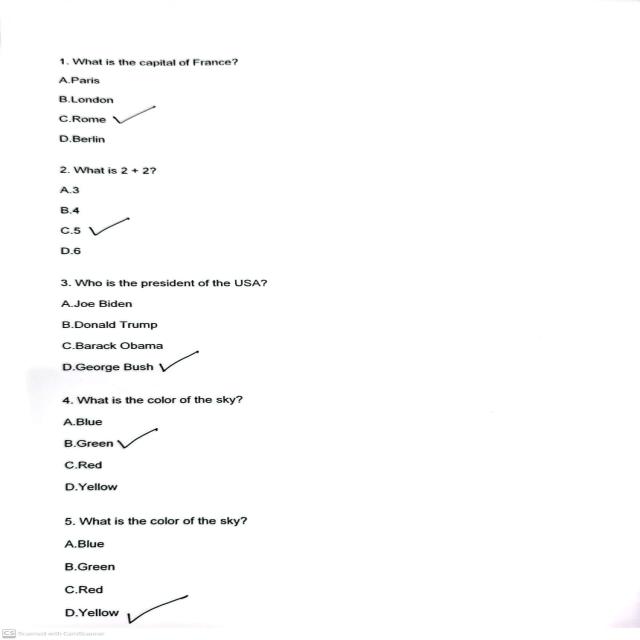 1. What is the capital of France?
A.Paris
B.London
C.Rome ✓
D.Berlin
2. What is 2 + 2?
A.3
B.4
C.5 ✓
D.6
3. Who is the president of the USA?
A.Joe Biden
B.Donald Trump
C.Barack Obama
D.George Bush ✓
4. What is the color of the sky?
A.Blue
B.Green ✓
C.Red
D.Yellow
5. What is the color of the sky?
A.Blue
B.Green
C.Red
D.Yellow ✓
CS Scanned with CamScanner